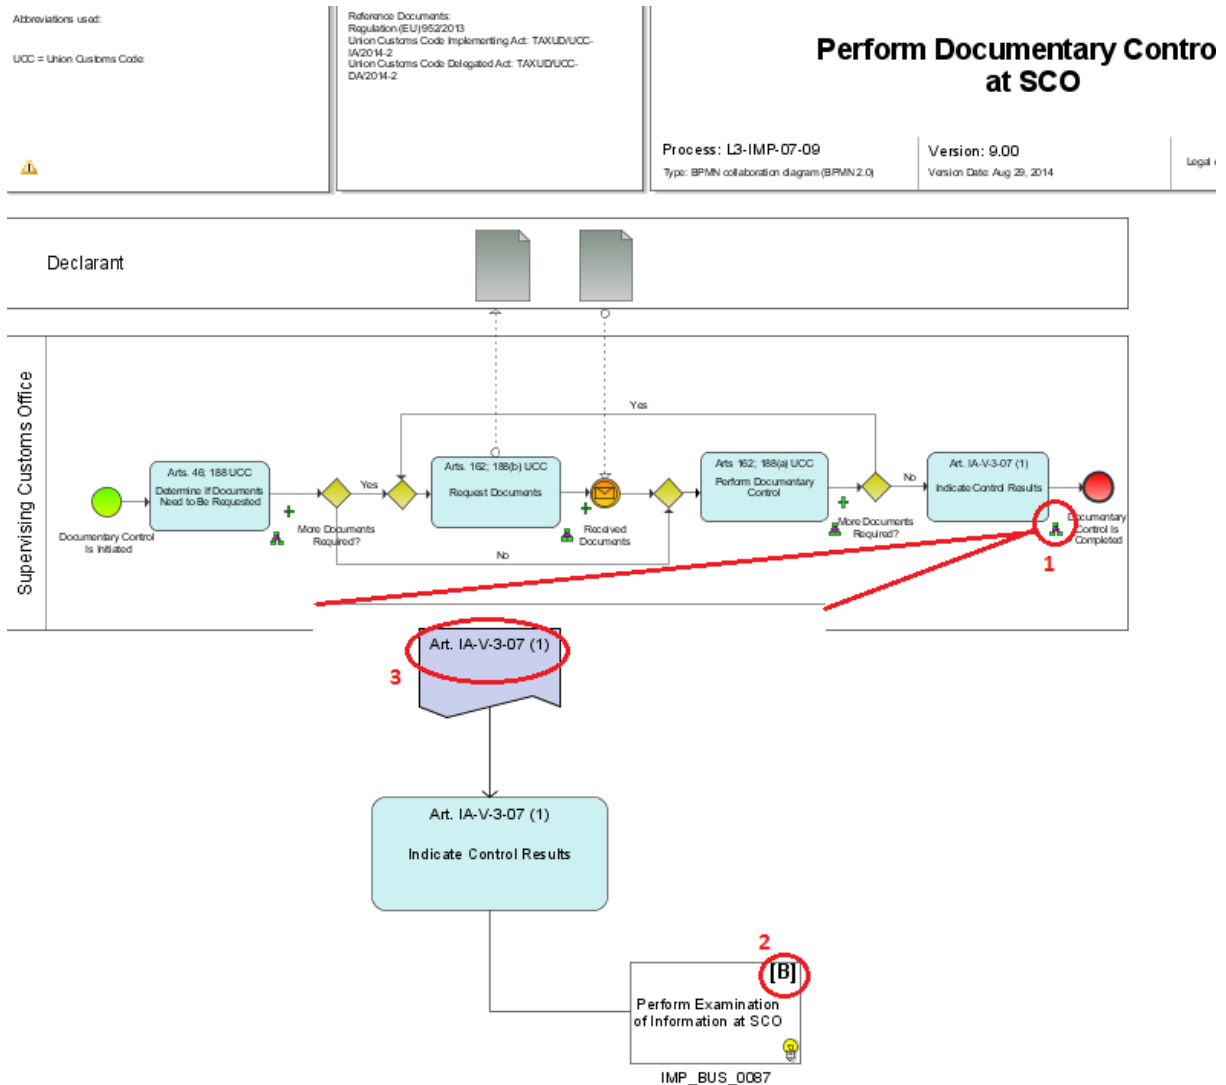 Abbreviations used:
UCC = Union Customs Code:
Reference Documents:
Regulation (EU) 952/2013
Union Customs Code Implementing Act: TAXUD/UCC-
IA/2014-2
Union Customs Code Delegated Act: TAXUD/UCC-
DA/2014-2
Perform Documentary Contro
at SCO
Process: L3-IMP-07-09
Type: BPMN collaboration diagram (BPMN 2.0)
Version: 9.00
Version Date: Aug 29, 2014
Legal
Declarant
Supervising Customs Office
Yes
Documentary Control
Is Initiated
Arts. 46; 188 UCC
Determine If Documents
Need to Be Requested
More Documents
Required?
Yes
No
Arts. 162; 188(b) UCC
Request Documents
Received
Documents
Arts 162; 188(a) UCC
Perform Documentary
Control
More Documents
Required?
No
Art. IA-V-3-07 (1)
Indicate Control Results
Documentary
Control Is
Completed
1
Art. IA-V-3-07 (1)
3
Art. IA-V-3-07 (1)
Indicate Control Results
2
[B]
Perform Examination
of Information at SCO
IMP_BUS_0087